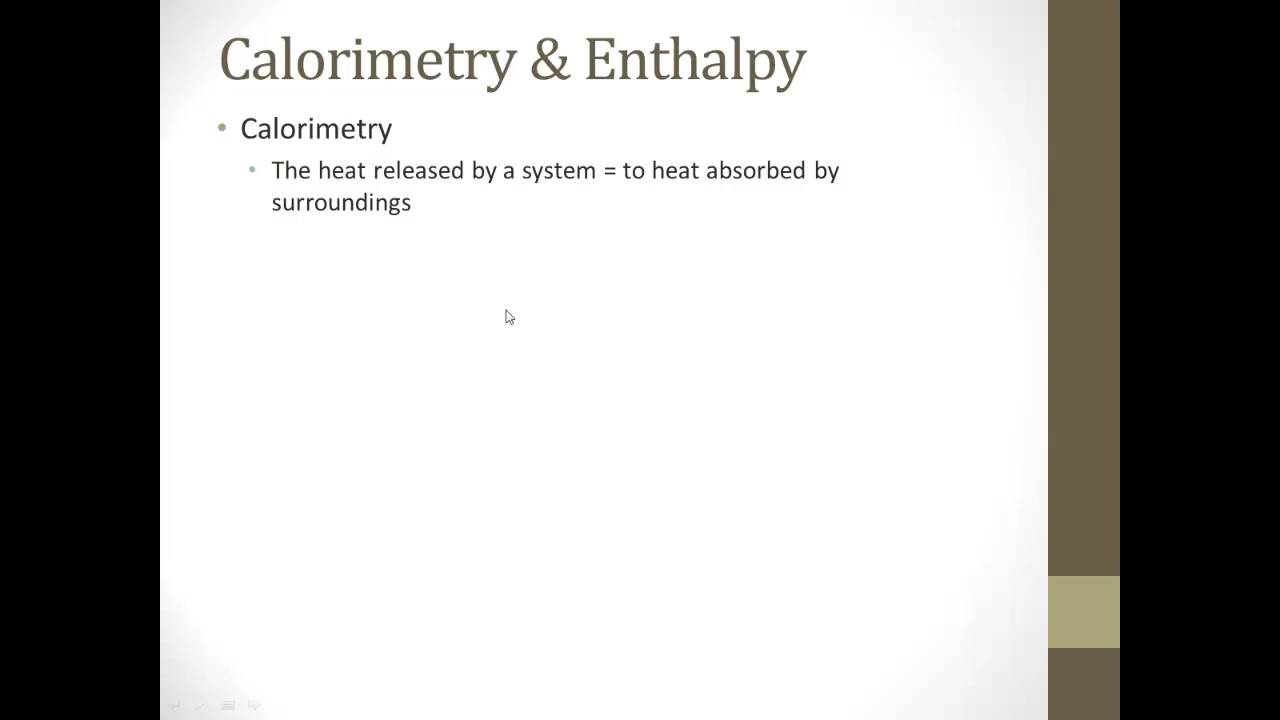 Calorimetry & Enthalpy
• Calorimetry
• The heat released by a system = to heat absorbed by
surroundings